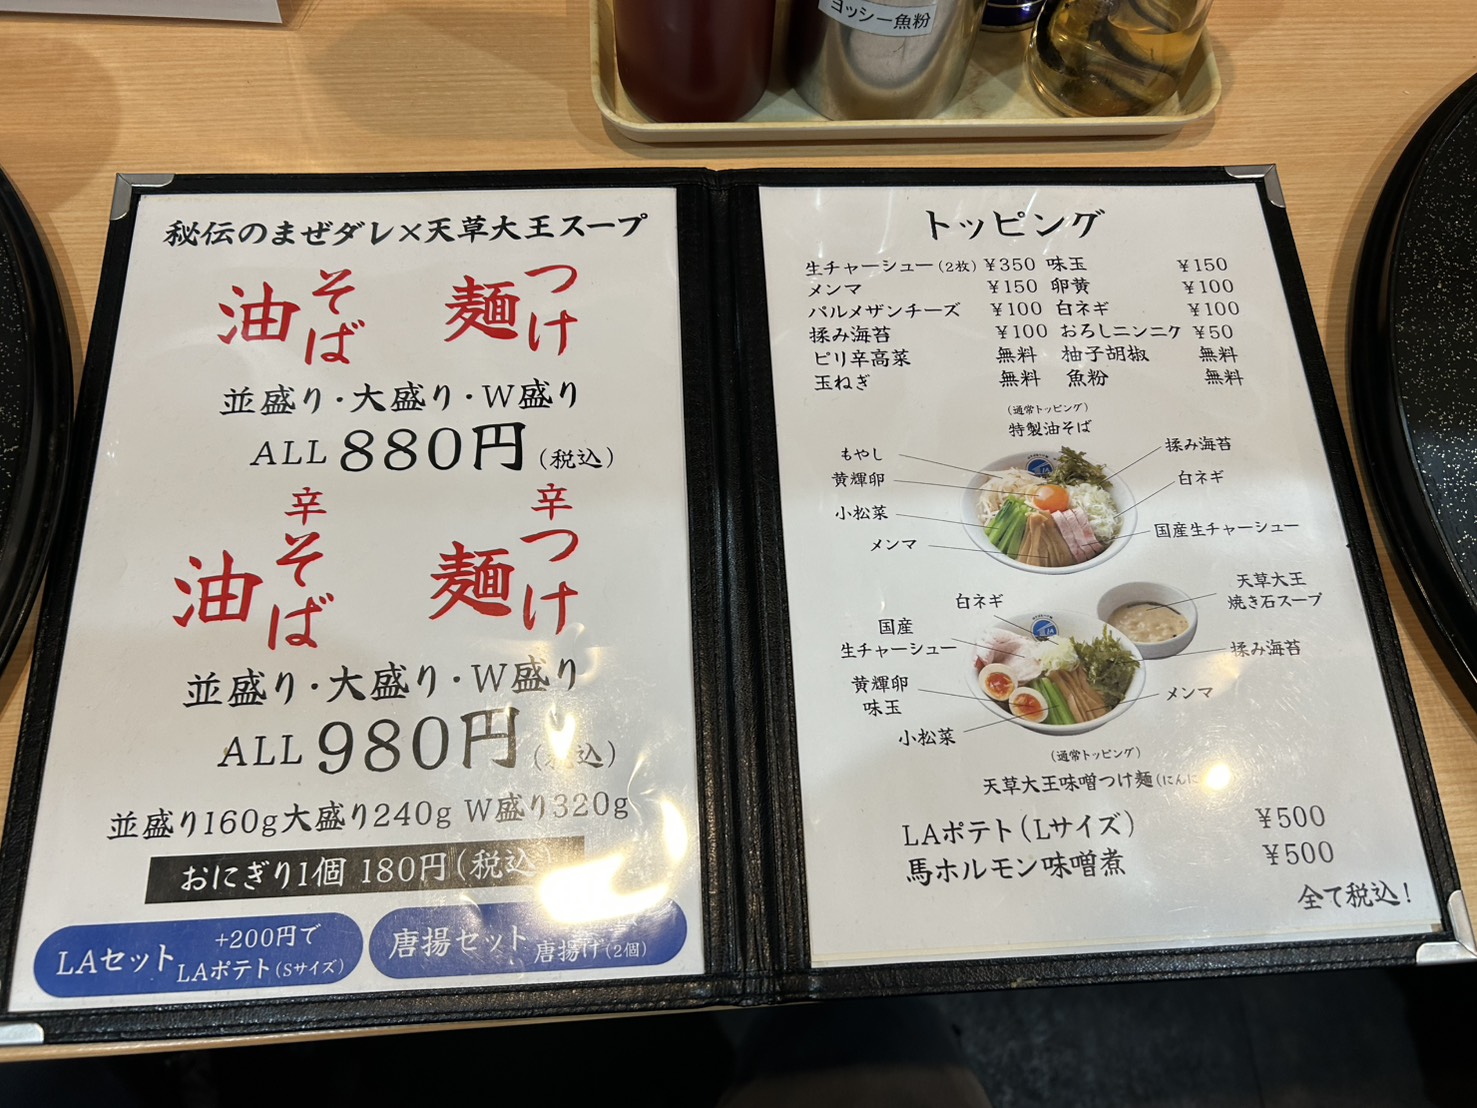 ヨッシー魚粉
秘伝のまぜダレ×天草大王スープ
油そば
つけ麺
並盛り・大盛り・W盛り
ALL 880円(税込)
辛油そば
辛つけ麺
並盛り・大盛り・W盛り
ALL 980円(税込)
並盛り160g大盛り240g W盛り320g
おにぎり1個 180円(税込)
LAセット +200円で
LAポテト(Sサイズ)
唐揚セット 唐揚げ(2個)
トッピング
生チャーシュー(2枚) ¥350 味玉 ¥150
メンマ ¥150 卵黄 ¥100
パルメザンチーズ ¥100 白ネギ ¥100
揉み海苔 ¥100 おろしニンニク ¥50
ピリ辛高菜 無料 柚子胡椒 無料
玉ねぎ 無料 魚粉 無料
(通常トッピング)
特製油そば
もやし
黄輝卵
小松菜
メンマ
揉み海苔
白ネギ
国産生チャーシュー
白ネギ
国産
生チャーシュー
黄輝卵
味玉
小松菜
天草大王
焼き石スープ
揉み海苔
メンマ
(通常トッピング)
天草大王味噌つけ麺(にんに
LAポテト(Lサイズ) ¥500
馬ホルモン味噌煮 ¥500
全て税込!